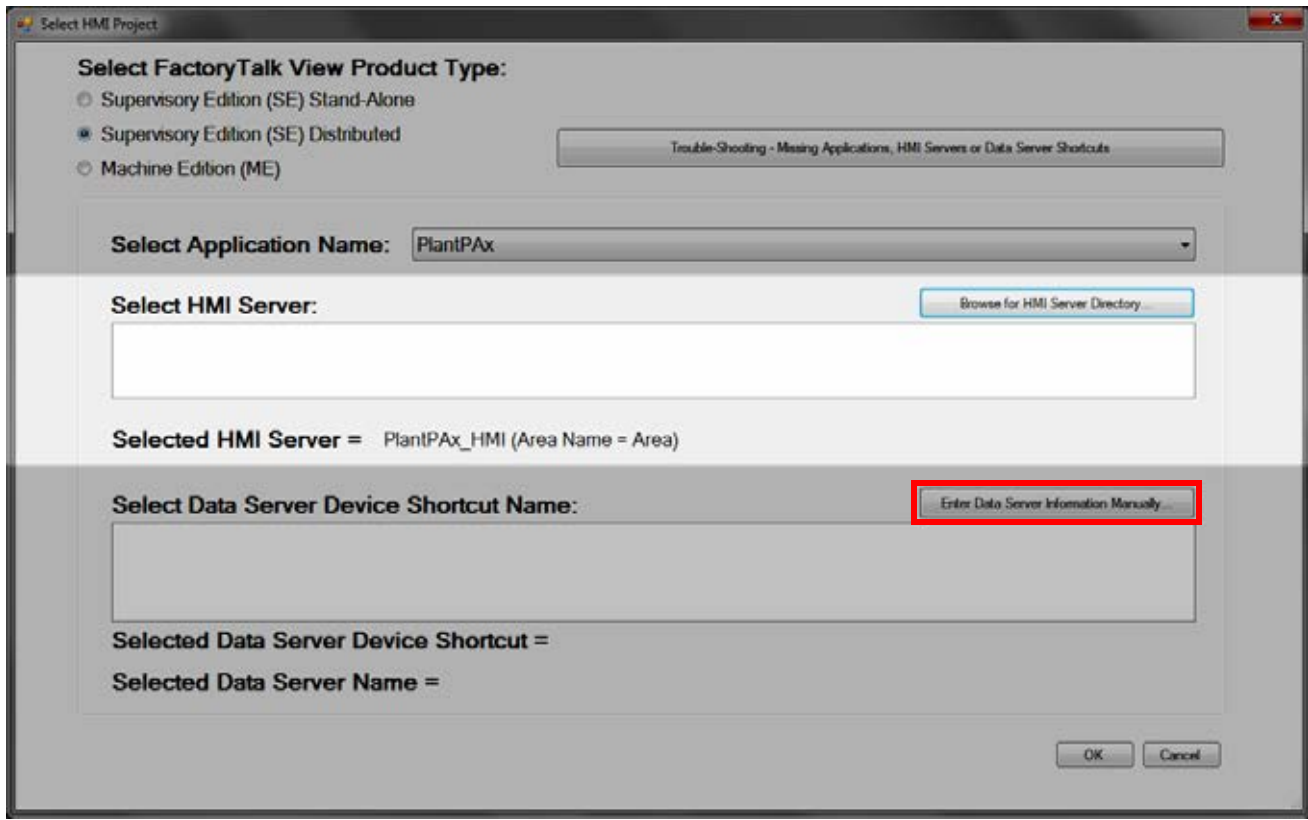 Select HMI Project
Select FactoryTalk View Product Type:
Supervisory Edition (SE) Stand-Alone
Supervisory Edition (SE) Distributed
Machine Edition (ME)
Trouble-Shooting - Missing Applications, HMI Servers or Data Server Shortcuts
Select Application Name: PlantPAx
Select HMI Server:
Browse for HMI Server Directory...
Selected HMI Server = PlantPAx_HMI (Area Name = Area)
Select Data Server Device Shortcut Name:
Enter Data Server Information Manually...
Selected Data Server Device Shortcut =
Selected Data Server Name =
OK Cancel